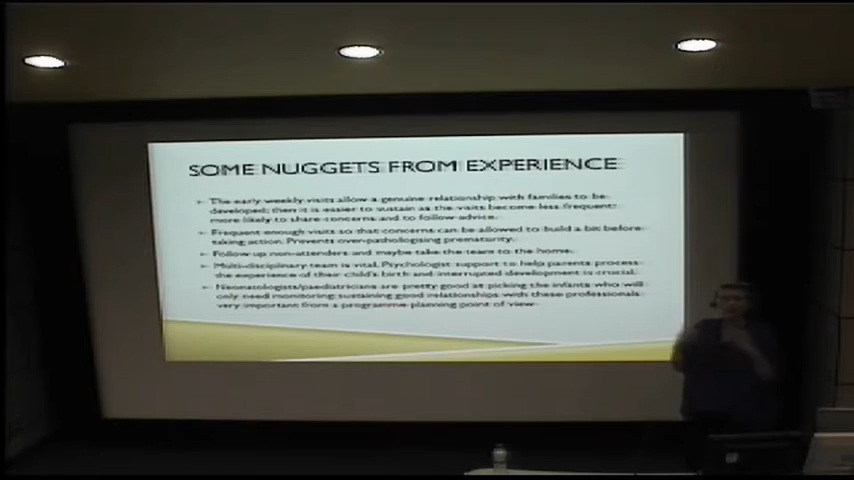 SOME NUGGETS FROM EXPERIENCE
The early weekly visits allow a genuine relationship with families to be
developed; then it is easier to sustain as the visits become less frequent;
more likely to share concerns and to follow advice.
Frequent enough visits so that concerns can be allowed to build a bit before
taking action. Prevents over-pathologising prematurity.
Follow up non-attenders and maybe take the team to the home.
Multi-disciplinary team is vital. Psychologist support to help parents process
the experience of their child's birth and interrupted development is crucial.
Neonatologists/paediatricians are pretty good at picking the infants who will
only need monitoring; sustaining good relationships with these professionals
very important from a programme planning point of view